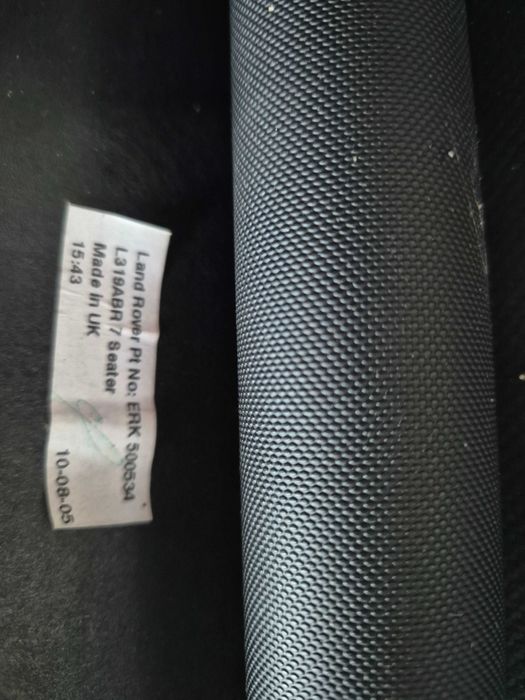 Land Rover Pt No: ERK 500534
L319ABR 7 Seater
Made In UK
15:43
10-08-05